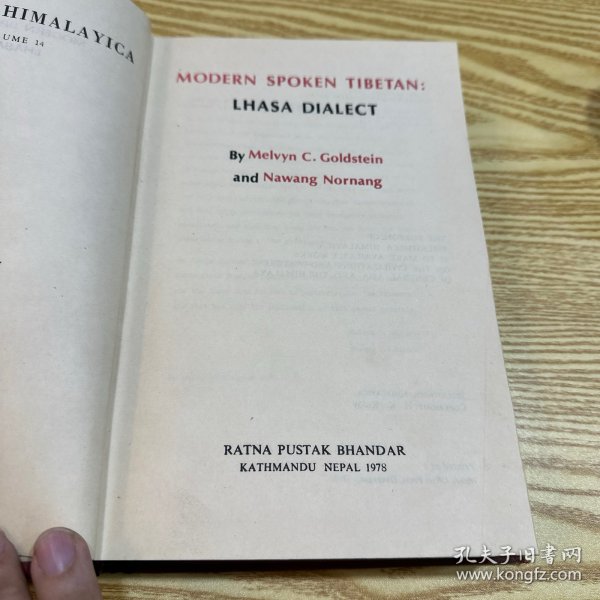 HIMALAYICA
UME 14
MODERN SPOKEN TIBETAN:
LHASA DIALECT
By Melvyn C. Goldstein
and Nawang Nornang
RATNA PUSTAK BHANDAR
KATHMANDU NEPAL 1978
孔夫子旧书网
www.kongfz.com